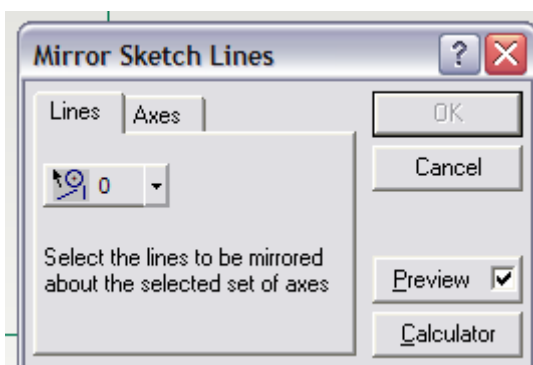 Mirror Sketch Lines
?
X
Lines
Axes
OK
0
Cancel
Select the lines to be mirrored
about the selected set of axes
Preview
Calculator